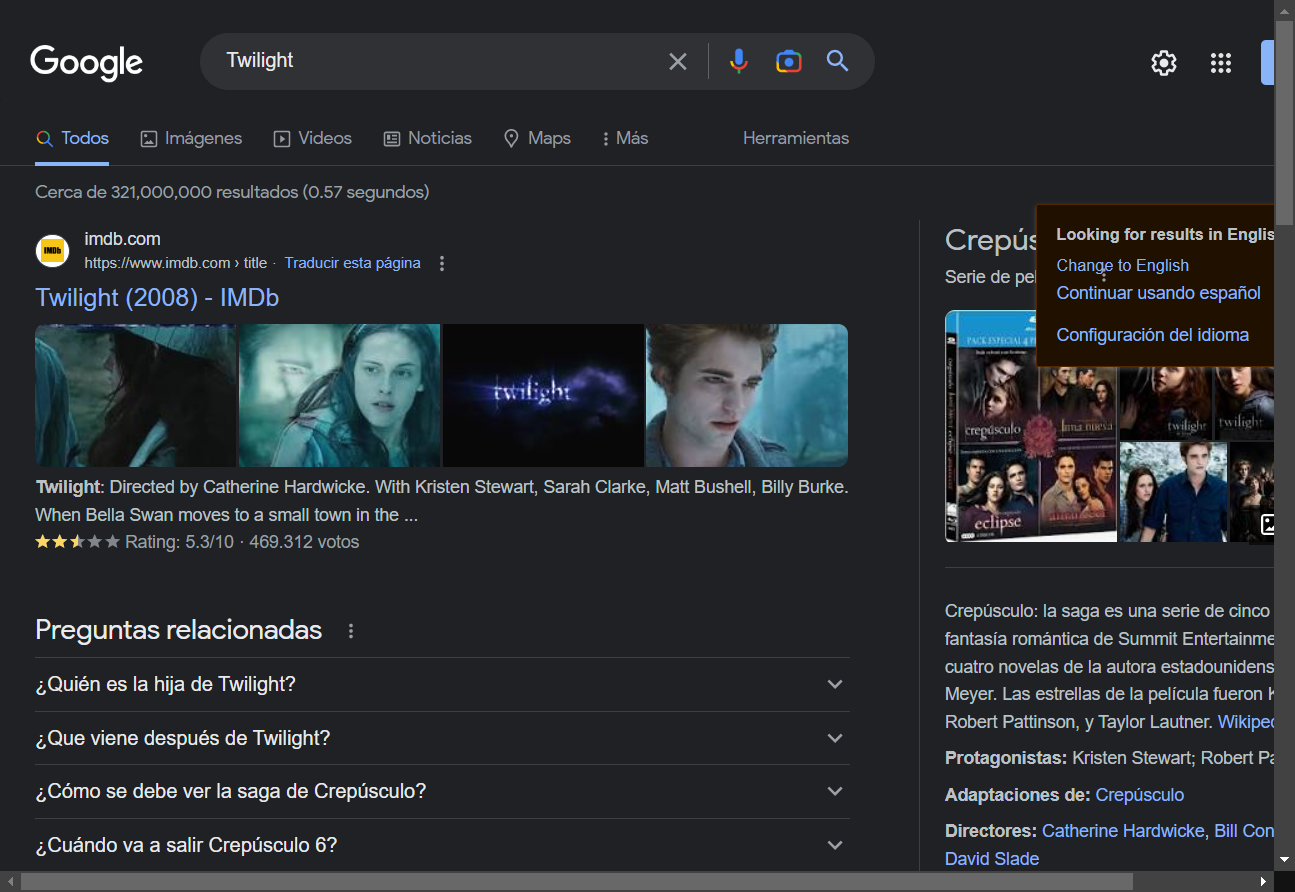 Google
Twilight
Todos
Imágenes
Videos
Noticias
Maps
Más
Herramientas
Cerca de 321,000,000 resultados (0.57 segundos)
IMDb
imdb.com
https://www.imdb.com › title · Traducir esta página
Twilight (2008) - IMDb
twilight
Twilight: Directed by Catherine Hardwicke. With Kristen Stewart, Sarah Clarke, Matt Bushell, Billy Burke.
When Bella Swan moves to a small town in the ...
Rating: 5.3/10 · 469.312 votos
Preguntas relacionadas
¿Quién es la hija de Twilight?
¿Que viene después de Twilight?
¿Cómo se debe ver la saga de Crepúsculo?
¿Cuándo va a salir Crepúsculo 6?
Crepús
Serie de pel
Looking for results in Englis
Change to English
Continuar usando español
Configuración del idioma
PACK ESPECIAL 4 P
crepúsculo
luna nueva
eclipse
amanecer
twilight
twilight
Crepúsculo: la saga es una serie de cinco
fantasía romántica de Summit Entertainme
cuatro novelas de la autora estadounidens
Meyer. Las estrellas de la película fueron K
Robert Pattinson, y Taylor Lautner. Wikiped
Protagonistas: Kristen Stewart; Robert Pa
Adaptaciones de: Crepúsculo
Directores: Catherine Hardwicke, Bill Con
David Slade